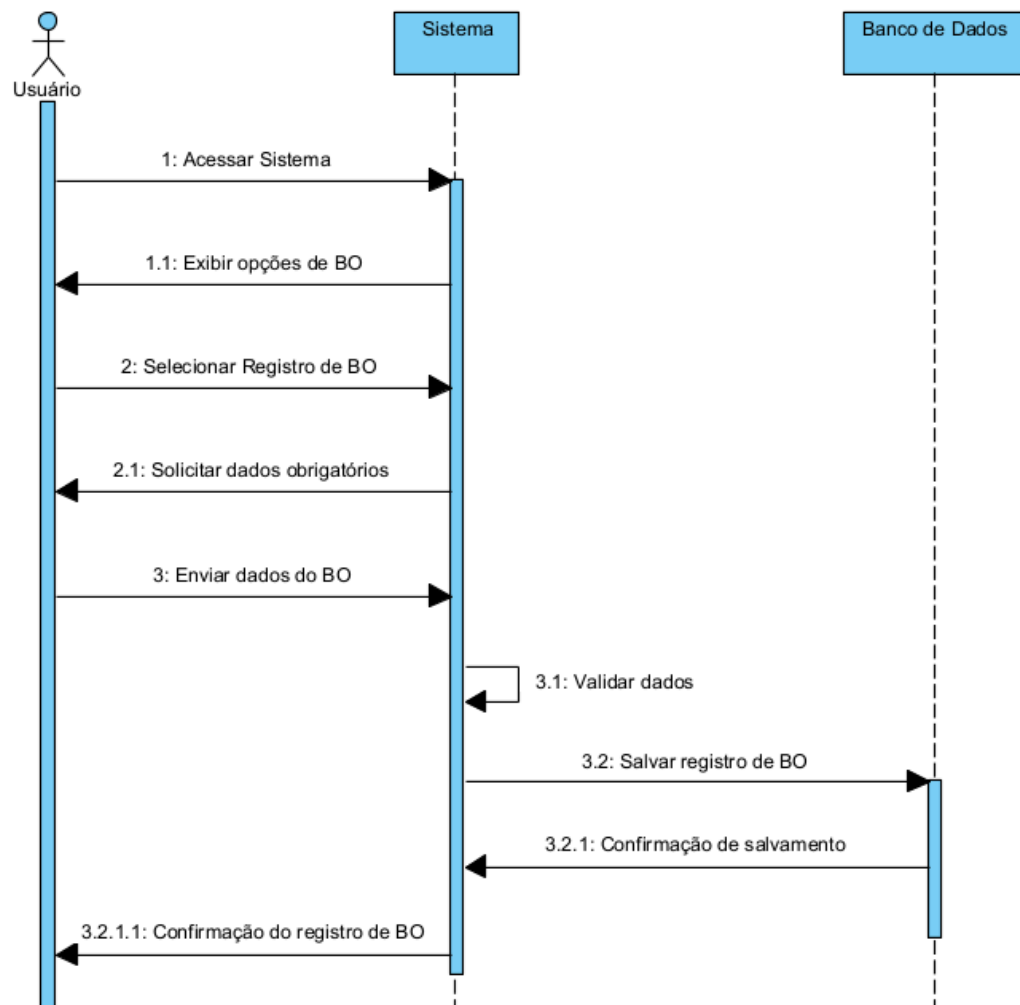 Sistema
Banco de Dados
Usuário
1: Acessar Sistema
1.1: Exibir opções de BO
2: Selecionar Registro de BO
2.1: Solicitar dados obrigatórios
3: Enviar dados do BO
3.1: Validar dados
3.2: Salvar registro de BO
3.2.1: Confirmação de salvamento
3.2.1.1: Confirmação do registro de BO